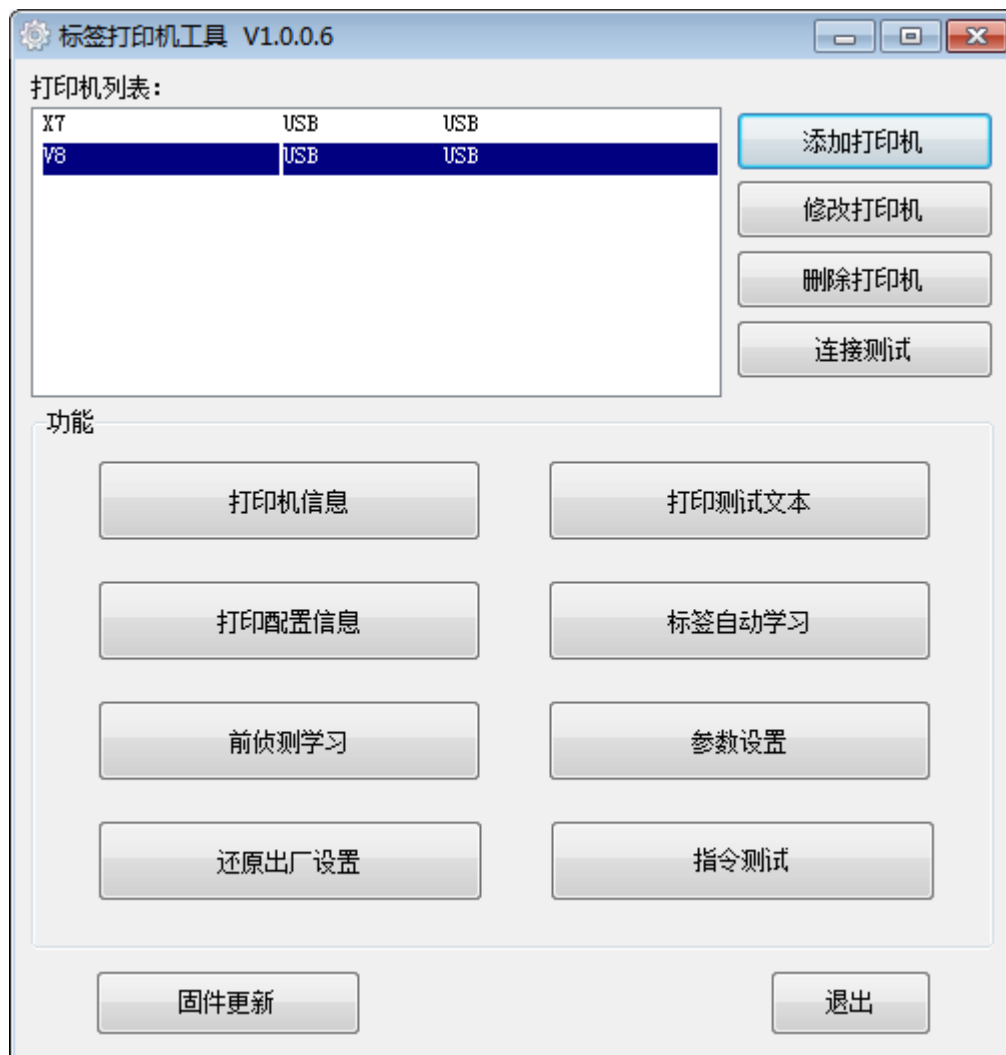 标签打印机工具 V1.0.0.6
打印机列表:
X7 USB USB
V8 USB USB
添加打印机
修改打印机
删除打印机
连接测试
功能
打印机信息 打印测试文本
打印配置信息 标签自动学习
前侦测学习 参数设置
还原出厂设置 指令测试
固件更新 退出